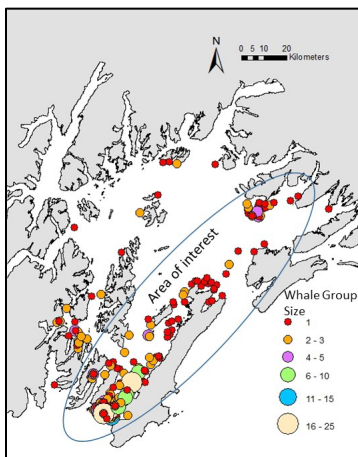 N
0 5 10 20
Kilometers
Area of interest
Whale Group
Size
1
2 - 3
4 - 5
6 - 10
11 - 15
16 - 25